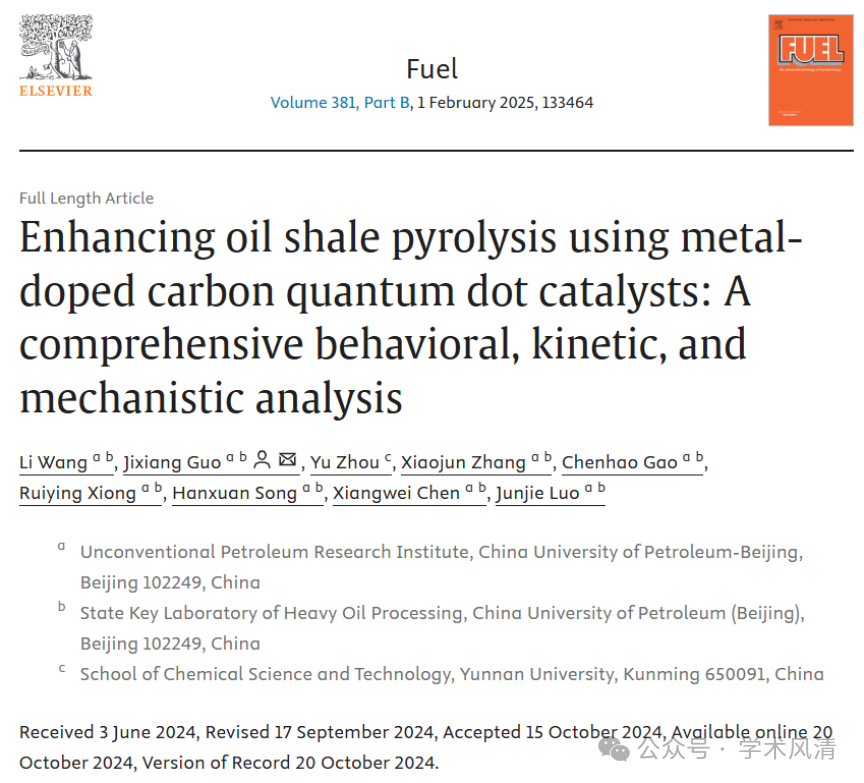 ELSEVIER
Fuel
Volume 381, Part B, 1 February 2025, 133464
FUEL
Full Length Article
Enhancing oil shale pyrolysis using metal-
doped carbon quantum dot catalysts: A
comprehensive behavioral, kinetic, and
mechanistic analysis
Li Wang a b, Jixiang Guo a b, Yu Zhou c, Xiaojun Zhang a b, Chenhao Gao a b,
Ruiying Xiong a b, Hanxuan Song a b, Xiangwei Chen a b, Junjie Luo a b
a Unconventional Petroleum Research Institute, China University of Petroleum-Beijing,
Beijing 102249, China
b State Key Laboratory of Heavy Oil Processing, China University of Petroleum (Beijing),
Beijing 102249, China
c School of Chemical Science and Technology, Yunnan University, Kunming 650091, China
Received 3 June 2024, Revised 17 September 2024, Accepted 15 October 2024, Available online 20
October 2024, Version of Record 20 October 2024.
公众号 · 学术风清